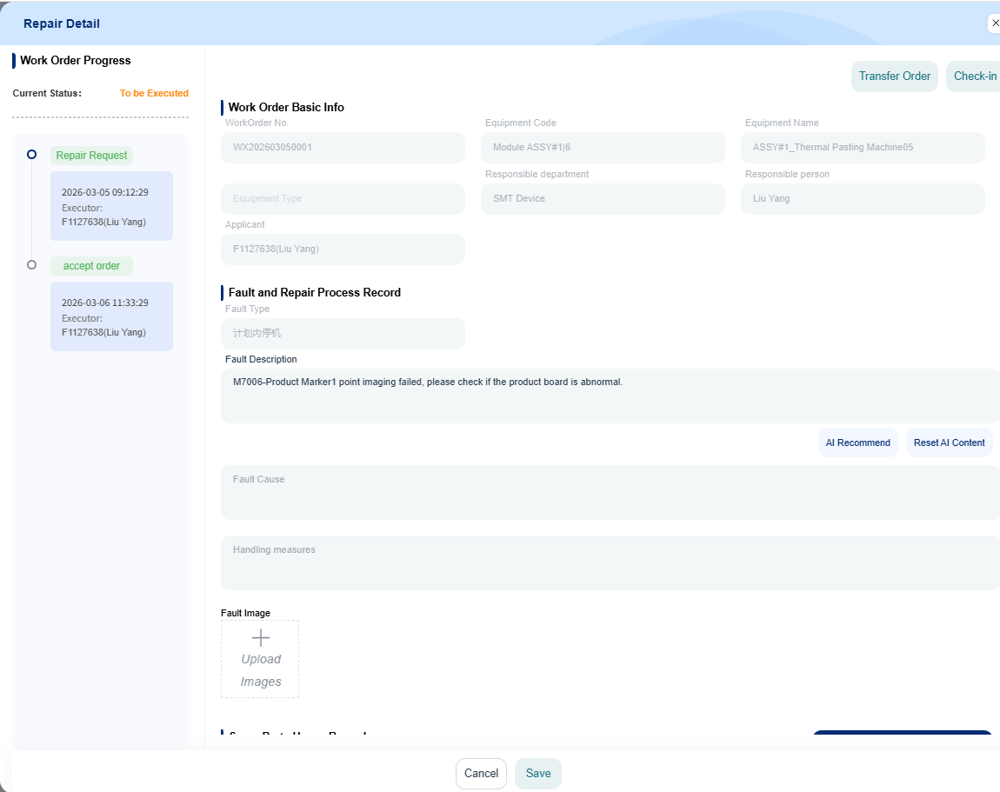 Repair Detail
Work Order Progress
Current Status:
To be Executed
Repair Request
2026-03-05 09:12:29
Executor:
F1127638(Liu Yang)
accept order
2026-03-06 11:33:29
Executor:
F1127638(Liu Yang)
Transfer Order
Check-in
Work Order Basic Info
WorkOrder No.
WX202603050001
Equipment Code
Module ASSY#1|6
Equipment Name
ASSY#1_Thermal Pasting Machine05
Equipment Type
Responsible department
SMT Device
Responsible person
Liu Yang
Applicant
F1127638(Liu Yang)
Fault and Repair Process Record
Fault Type
计划内停机
Fault Description
M7006-Product Marker1 point imaging failed, please check if the product board is abnormal.
AI Recommend
Reset AI Content
Fault Cause
Handling measures
Fault Image
Upload
Images
Cancel
Save